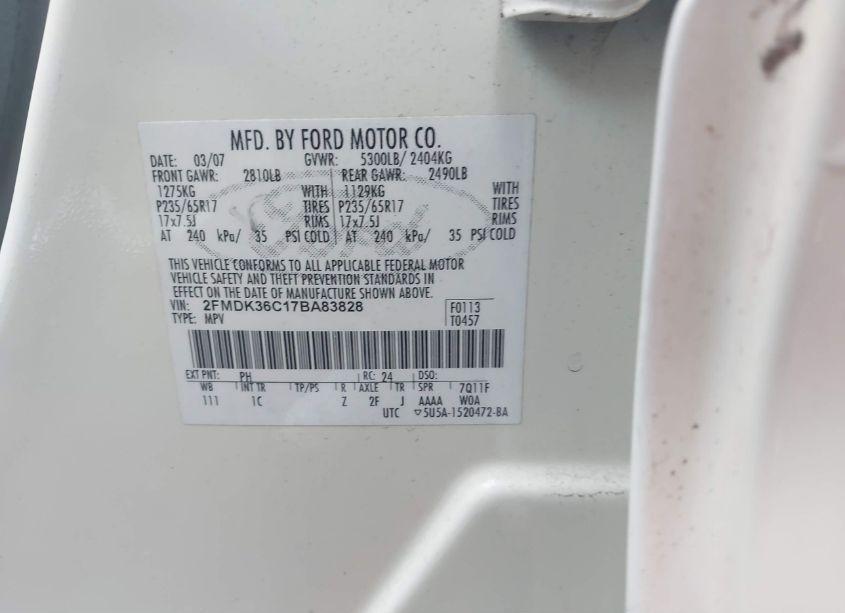 MFD. BY FORD MOTOR CO.
DATE: 03/07 GVWR: 5300LB/ 2404KG
FRONT GAWR: 2810LB REAR GAWR: 2490LB
1275KG WITH 1129KG WITH
P235/65R17 TIRES P235/65R17 TIRES
17x7.5J RIMS 17x7.5J RIMS
AT 240 kPa/ 35 PSI COLD AT 240 kPa/ 35 PSI COLD
THIS VEHICLE CONFORMS TO ALL APPLICABLE FEDERAL MOTOR
VEHICLE SAFETY AND THEFT PREVENTION STANDARDS IN
EFFECT ON THE DATE OF MANUFACTURE SHOWN ABOVE.
VIN: 2FMDK36C17BA83828 F0113
TYPE: MPV T0457
EXT PNT: PH RC: 24 DSO:
WB INT TR TP/PS R AXLE TR SPR 7Q11F
111 1C Z 2F J AAAA W0A
UTC ▽5U5A-1520472-BA
Ford